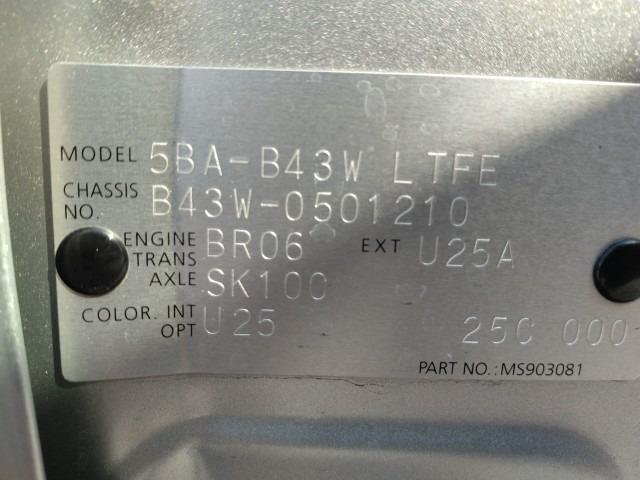 MODEL 5BA-B43W LTFE
CHASSIS NO. B43W-0501210
ENGINE BR06 EXT U25A
TRANS AXLE SK100
COLOR. INT OPT U25 25C 000
PART NO.:MS903081